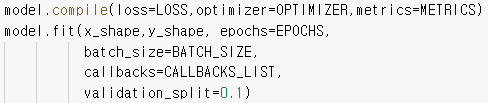 model.compile(loss=LOSS,optimizer=OPTIMIZER,metrics=METRICS)
model.fit(x_shape,y_shape, epochs=EPOCHS,
batch_size=BATCH_SIZE,
callbacks=CALLBACKS_LIST,
validation_split=0.1)